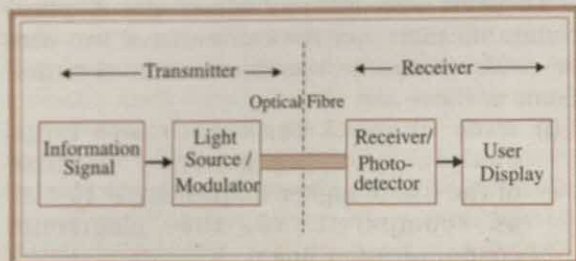 Transmitter
Receiver
Optical Fibre
Information
Signal
Light
Source /
Modulator
Receiver/
Photo-
detector
User
Display